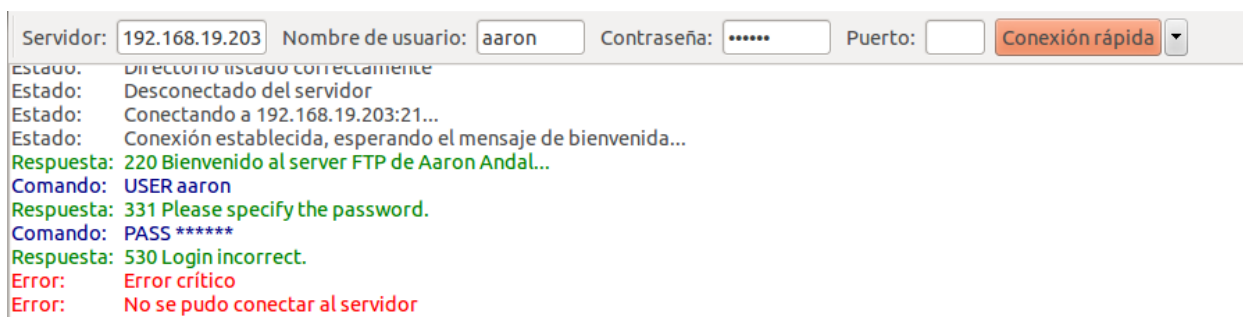 Servidor: 192.168.19.203 Nombre de usuario: aaron Contraseña: •••••• Puerto: Conexión rápida
Estado: Directorio listado correctamente
Estado: Desconectado del servidor
Estado: Conectando a 192.168.19.203:21...
Estado: Conexión establecida, esperando el mensaje de bienvenida...
Respuesta: 220 Bienvenido al server FTP de Aaron Andal...
Comando: USER aaron
Respuesta: 331 Please specify the password.
Comando: PASS ******
Respuesta: 530 Login incorrect.
Error: Error crítico
Error: No se pudo conectar al servidor